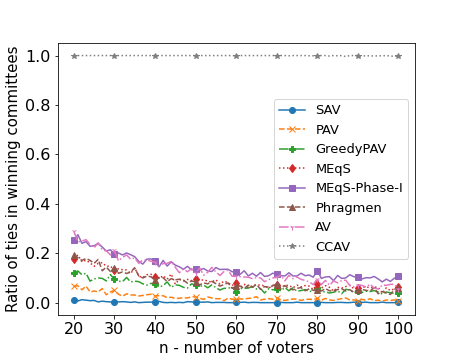 Ratio of ties in winning committees
1.0
0.8
0.6
0.4
0.2
0.0
SAV
PAV
GreedyPAV
MEqS
MEqS-Phase-I
Phragmen
AV
CCAV
20 30 40 50 60 70 80 90 100
n - number of voters